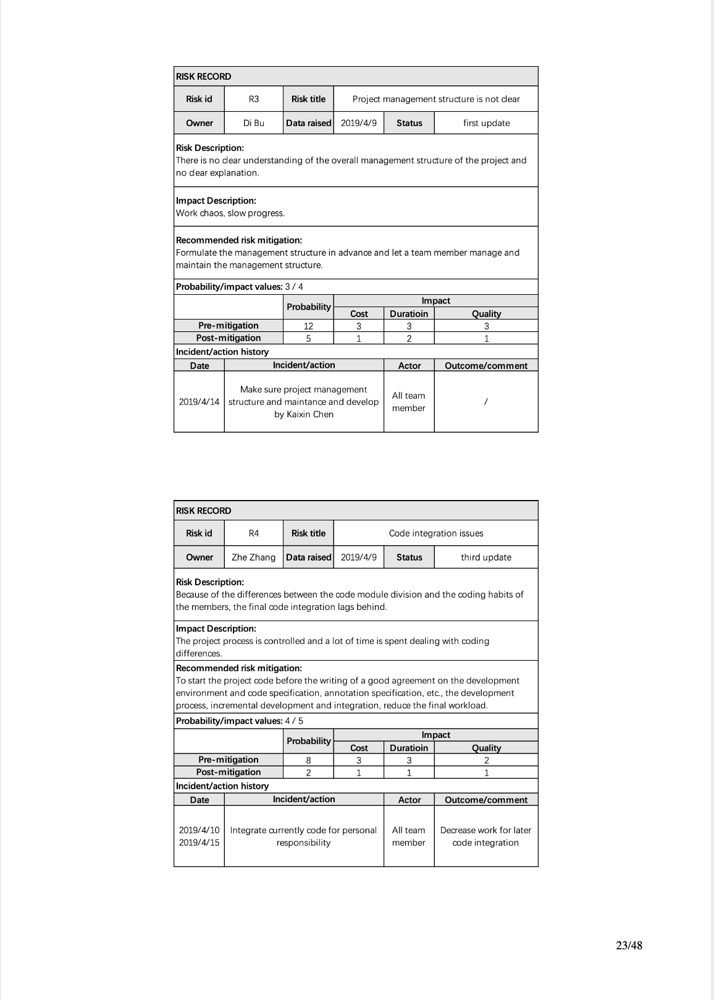 RISK RECORD
Risk id R3 Risk title Project management structure is not clear
Owner Di Bu Data raised 2019/4/9 Status first update
Risk Description:
There is no clear understanding of the overall management structure of the project and
no clear explanation.
Impact Description:
Work chaos, slow progress.
Recommended risk mitigation:
Formulate the management structure in advance and let a team member manage and
maintain the management structure.
Probability/impact values: 3 / 4
Probability Impact
Cost Duratioin Quality
Pre-mitigation 12 3 3 3
Post-mitigation 5 1 2 1
Incident/action history
Date Incident/action Actor Outcome/comment
2019/4/14 Make sure project management
structure and maintance and develop
by Kaixin Chen
All team
member
/
RISK RECORD
Risk id R4 Risk title Code integration issues
Owner Zhe Zhang Data raised 2019/4/9 Status third update
Risk Description:
Because of the differences between the code module division and the coding habits of
the members, the final code integration lags behind.
Impact Description:
The project process is controlled and a lot of time is spent dealing with coding
differences.
Recommended risk mitigation:
To start the project code before the writing of a good agreement on the development
environment and code specification, annotation specification, etc., the development
process, incremental development and integration, reduce the final workload.
Probability/impact values: 4 / 5
Probability Impact
Cost Duratioin Quality
Pre-mitigation 8 3 3 2
Post-mitigation 2 1 1 1
Incident/action history
Date Incident/action Actor Outcome/comment
2019/4/10
2019/4/15
Integrate currently code for personal
responsibility
All team
member
Decrease work for later
code integration
23/48